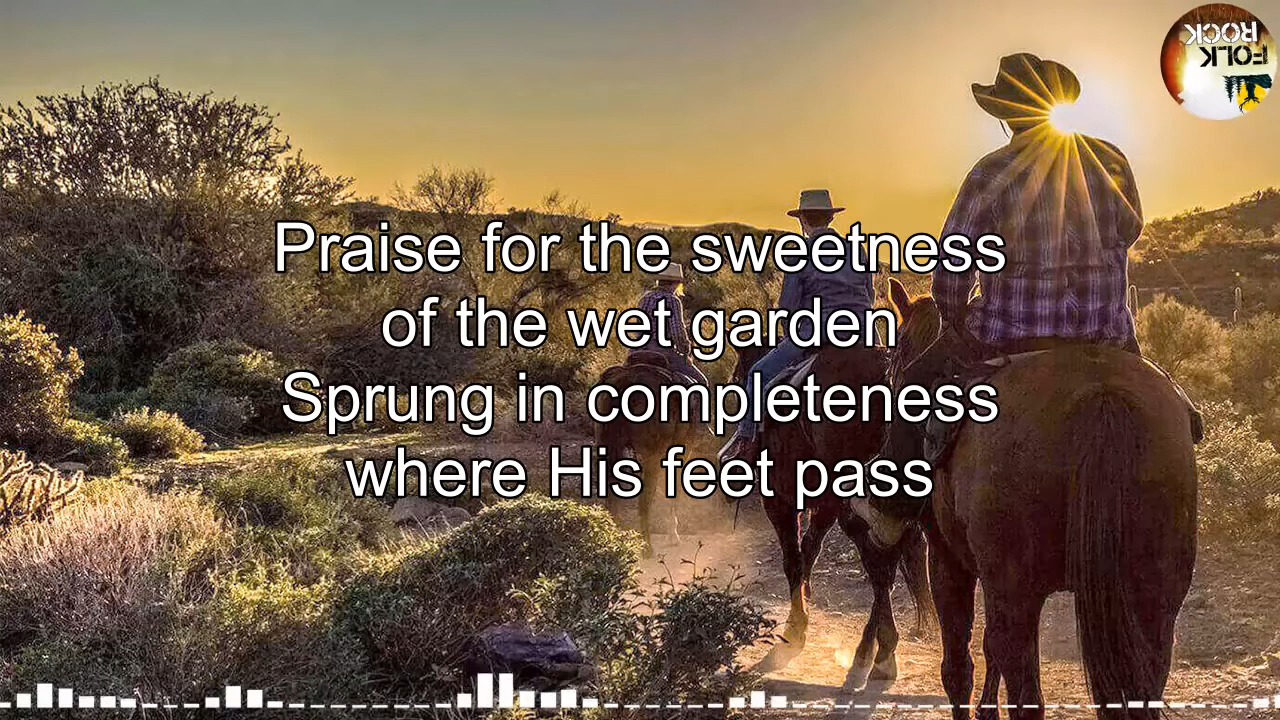 Praise for the sweetness
of the wet garden
Sprung in completeness
where His feet pass
ROCK
FOLK